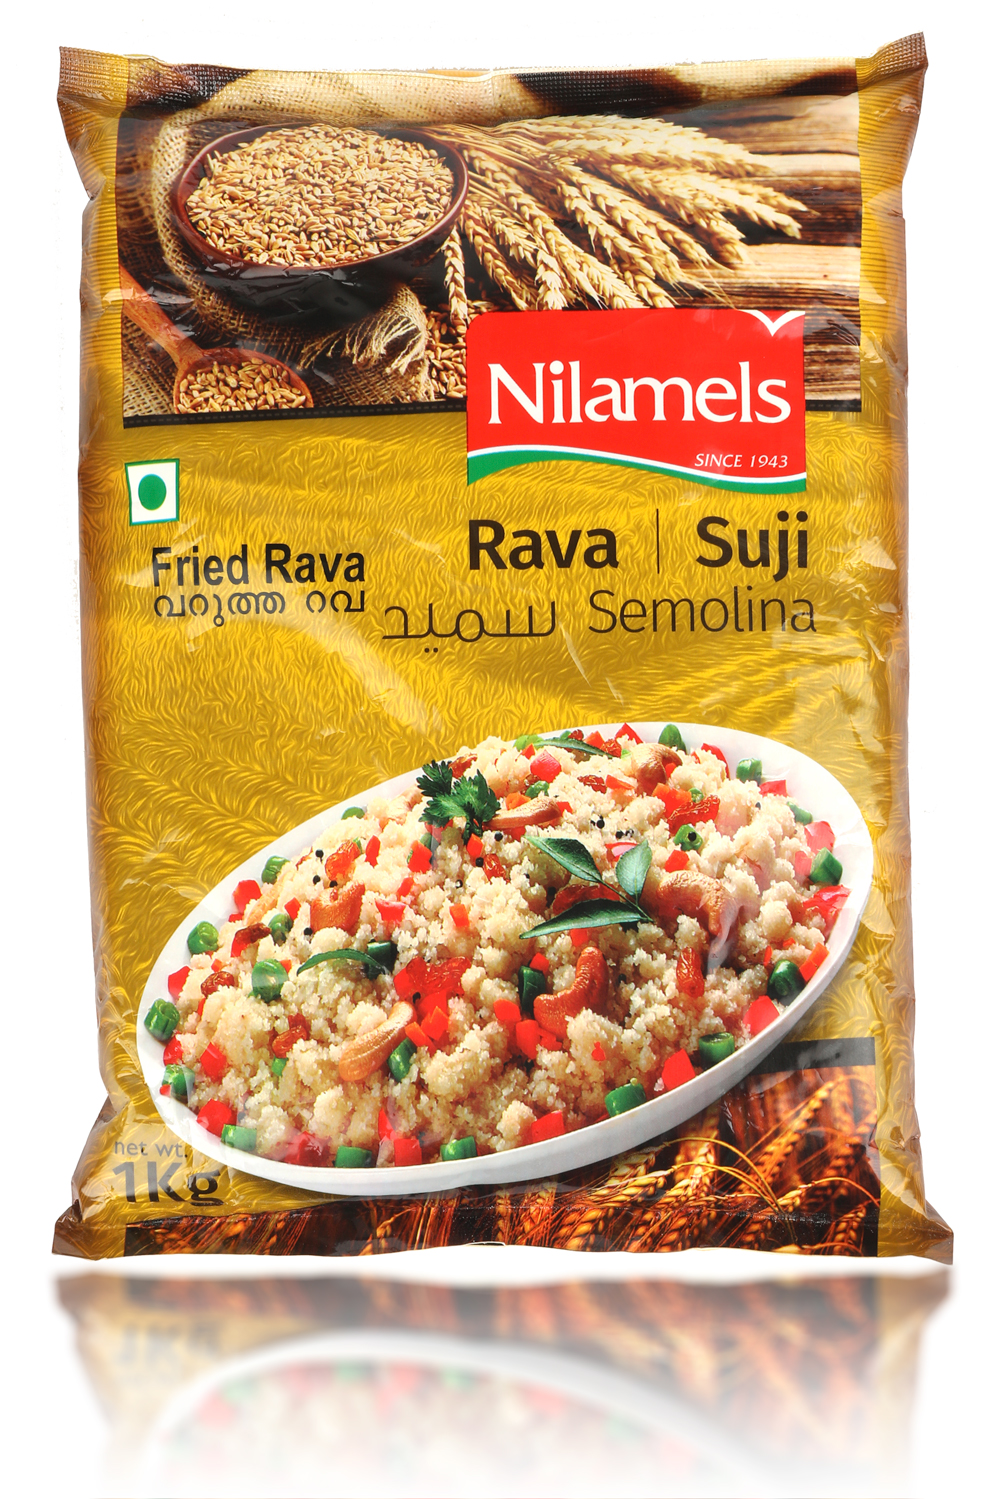 Nilamels
SINCE 1943
Rava | Suji
Fried Rava
വറുത്ത റവ
سميد Semolina
net wt.
1Kg